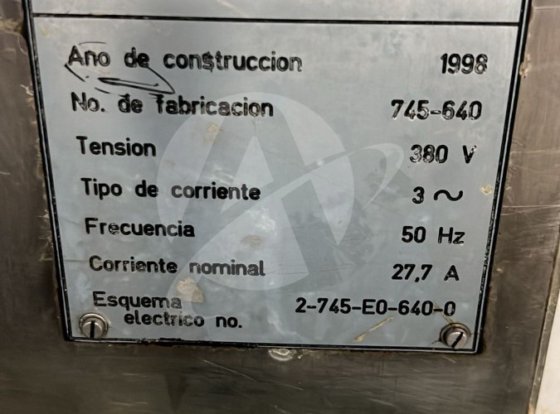 Año de construccion 1998
No. de fabricacion 745-640
Tension 380 V
Tipo de corriente 3 ~
Frecuencia 50 Hz
Corriente nominal 27,7 A
Esquema
electrico no. 2-745-E0-640-0